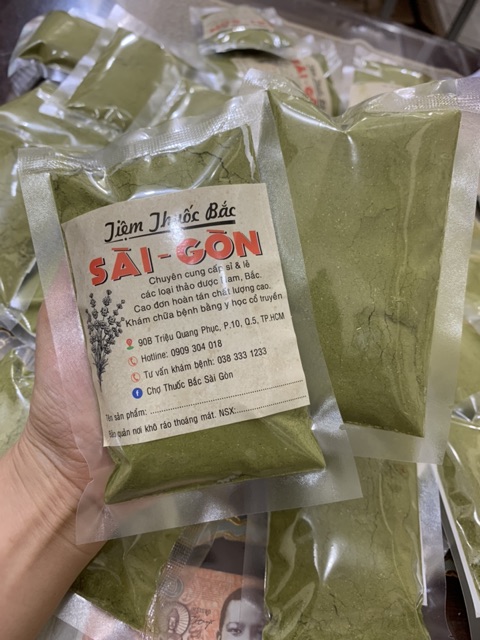 Tiệm Thuốc Bắc
SÀI-GÒN
Chuyên cung cấp sỉ & lẻ
các loại thảo dược Nam, Bắc.
Cao đơn hoàn tán chất lượng cao.
Khám chữa bệnh bằng y học cổ truyền.
90B Triệu Quang Phục, P.10, Q.5, TP.HCM
Hotline: 0909 304 018
Tư vấn khám bệnh: 038 333 1233
Chợ Thuốc Bắc Sài Gòn
Tên sản phẩm:
Bảo quản nơi khô ráo thoáng mát. NSX:
SÀI-GÒN